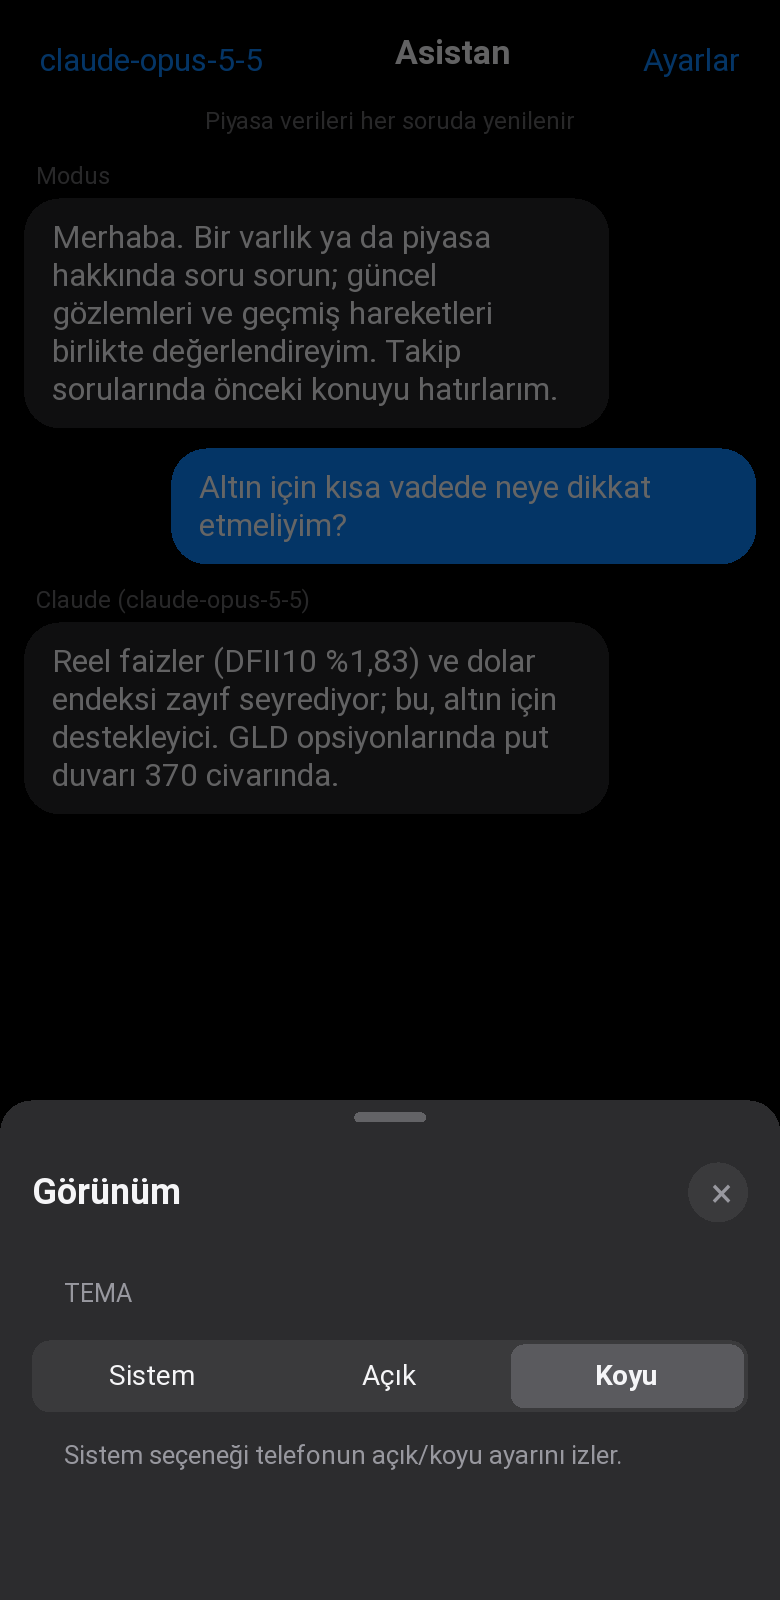 claude-opus-5-5
Asistan
Ayarlar
Piyasa verileri her soruda yenilenir
Modus
Merhaba. Bir varlık ya da piyasa
hakkında soru sorun; güncel
gözlemleri ve geçmiş hareketleri
birlikte değerlendireyim. Takip
sorularında önceki konuyu hatırlarım.
Altın için kısa vadede neye dikkat
etmeliyim?
Claude (claude-opus-5-5)
Reel faizler (DFII10 %1,83) ve dolar
endeksi zayıf seyrediyor; bu, altın için
destekleyici. GLD opsiyonlarında put
duvarı 370 civarında.
Görünüm
×
TEMA
Sistem
Açık
Koyu
Sistem seçeneği telefonun açık/koyu ayarını izler.